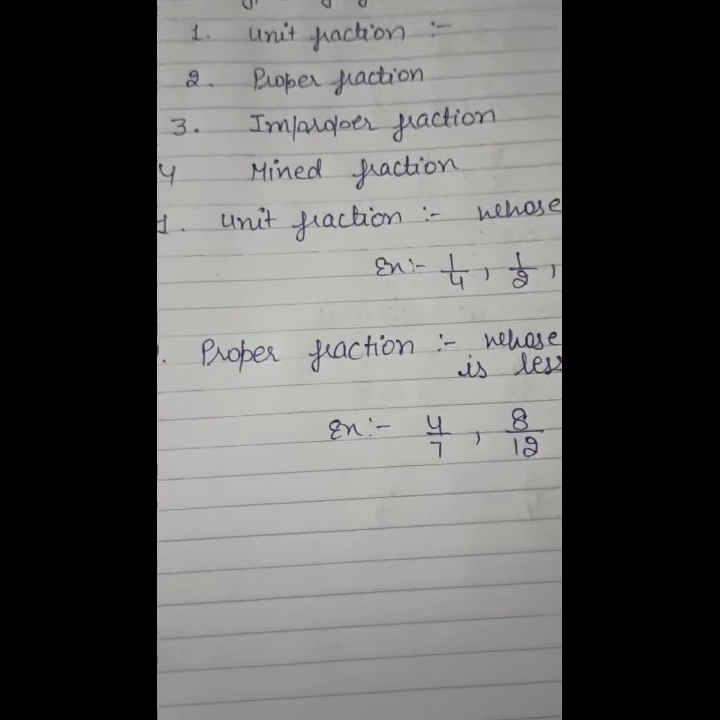 1. Unit fraction :-
2. Proper fraction
3. Improper fraction
4 Mixed fraction
1. Unit fraction :- whose
Ex:- 1/4, 1/2,
. Proper fraction :- whose
is less
Ex:- 4/7, 8/12